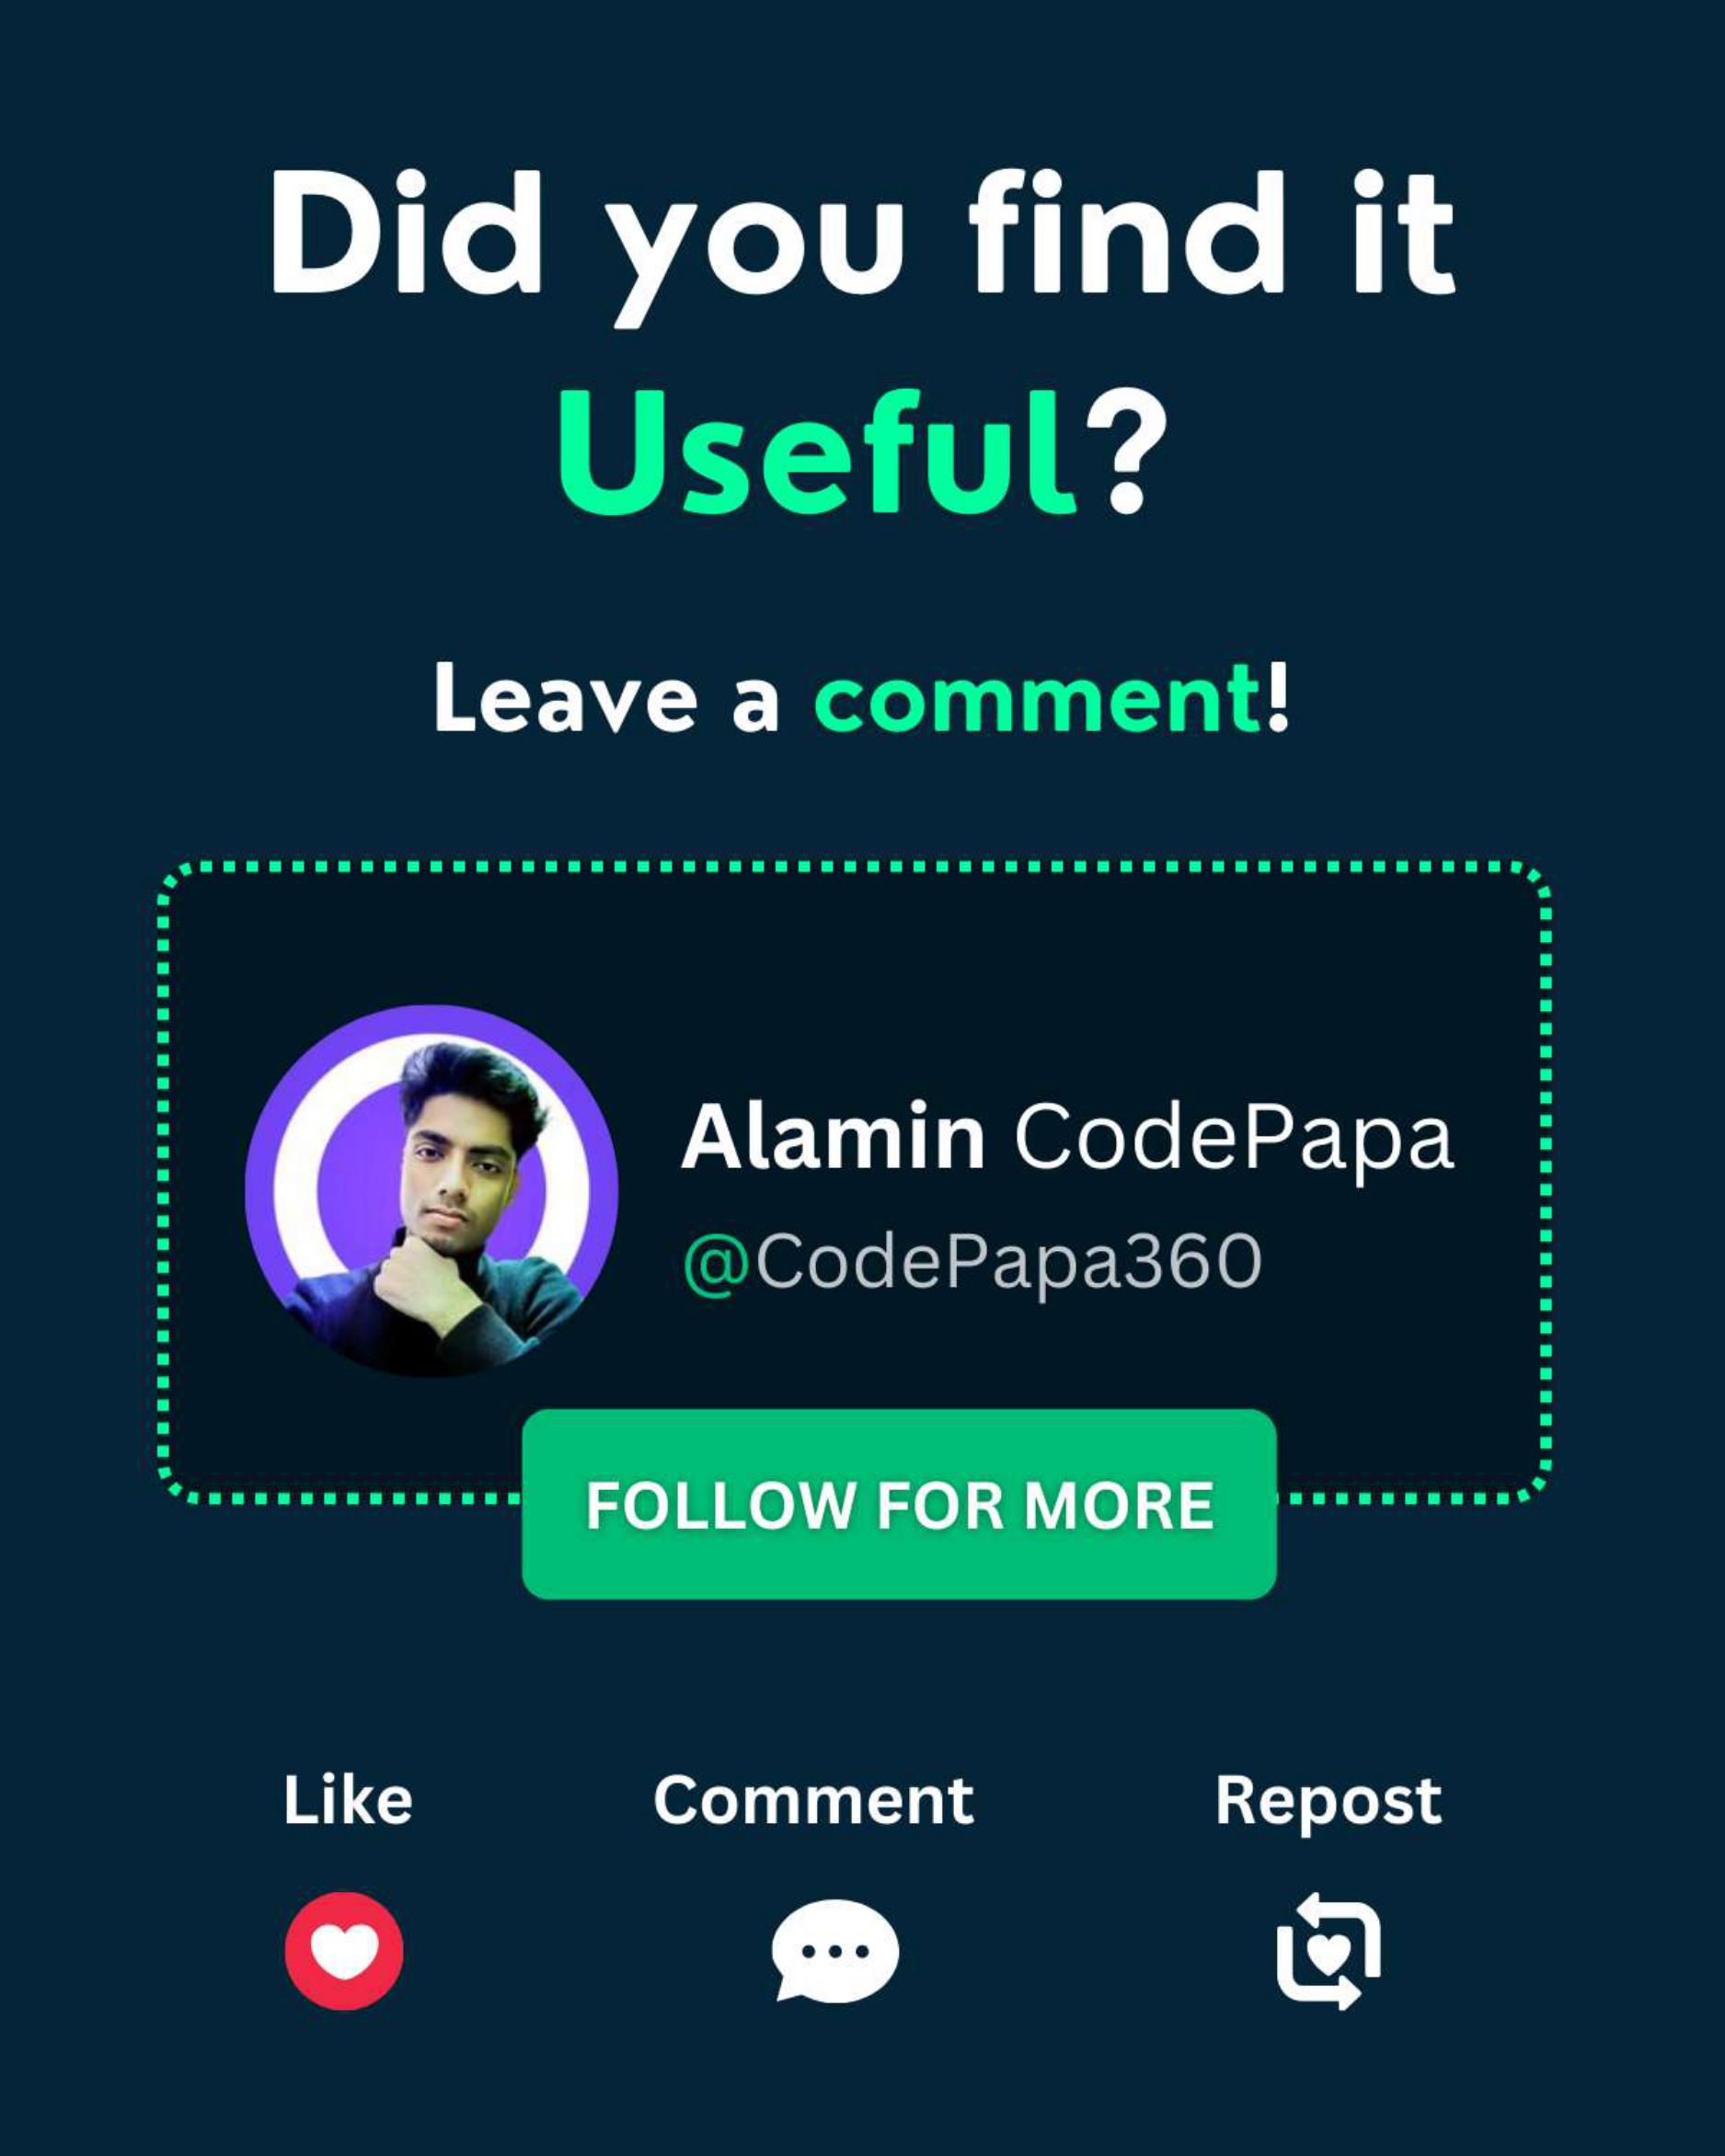 Did you find it
Useful?
Leave a comment!
Alamin CodePapa
@CodePapa360
FOLLOW FOR MORE
Like Comment Repost